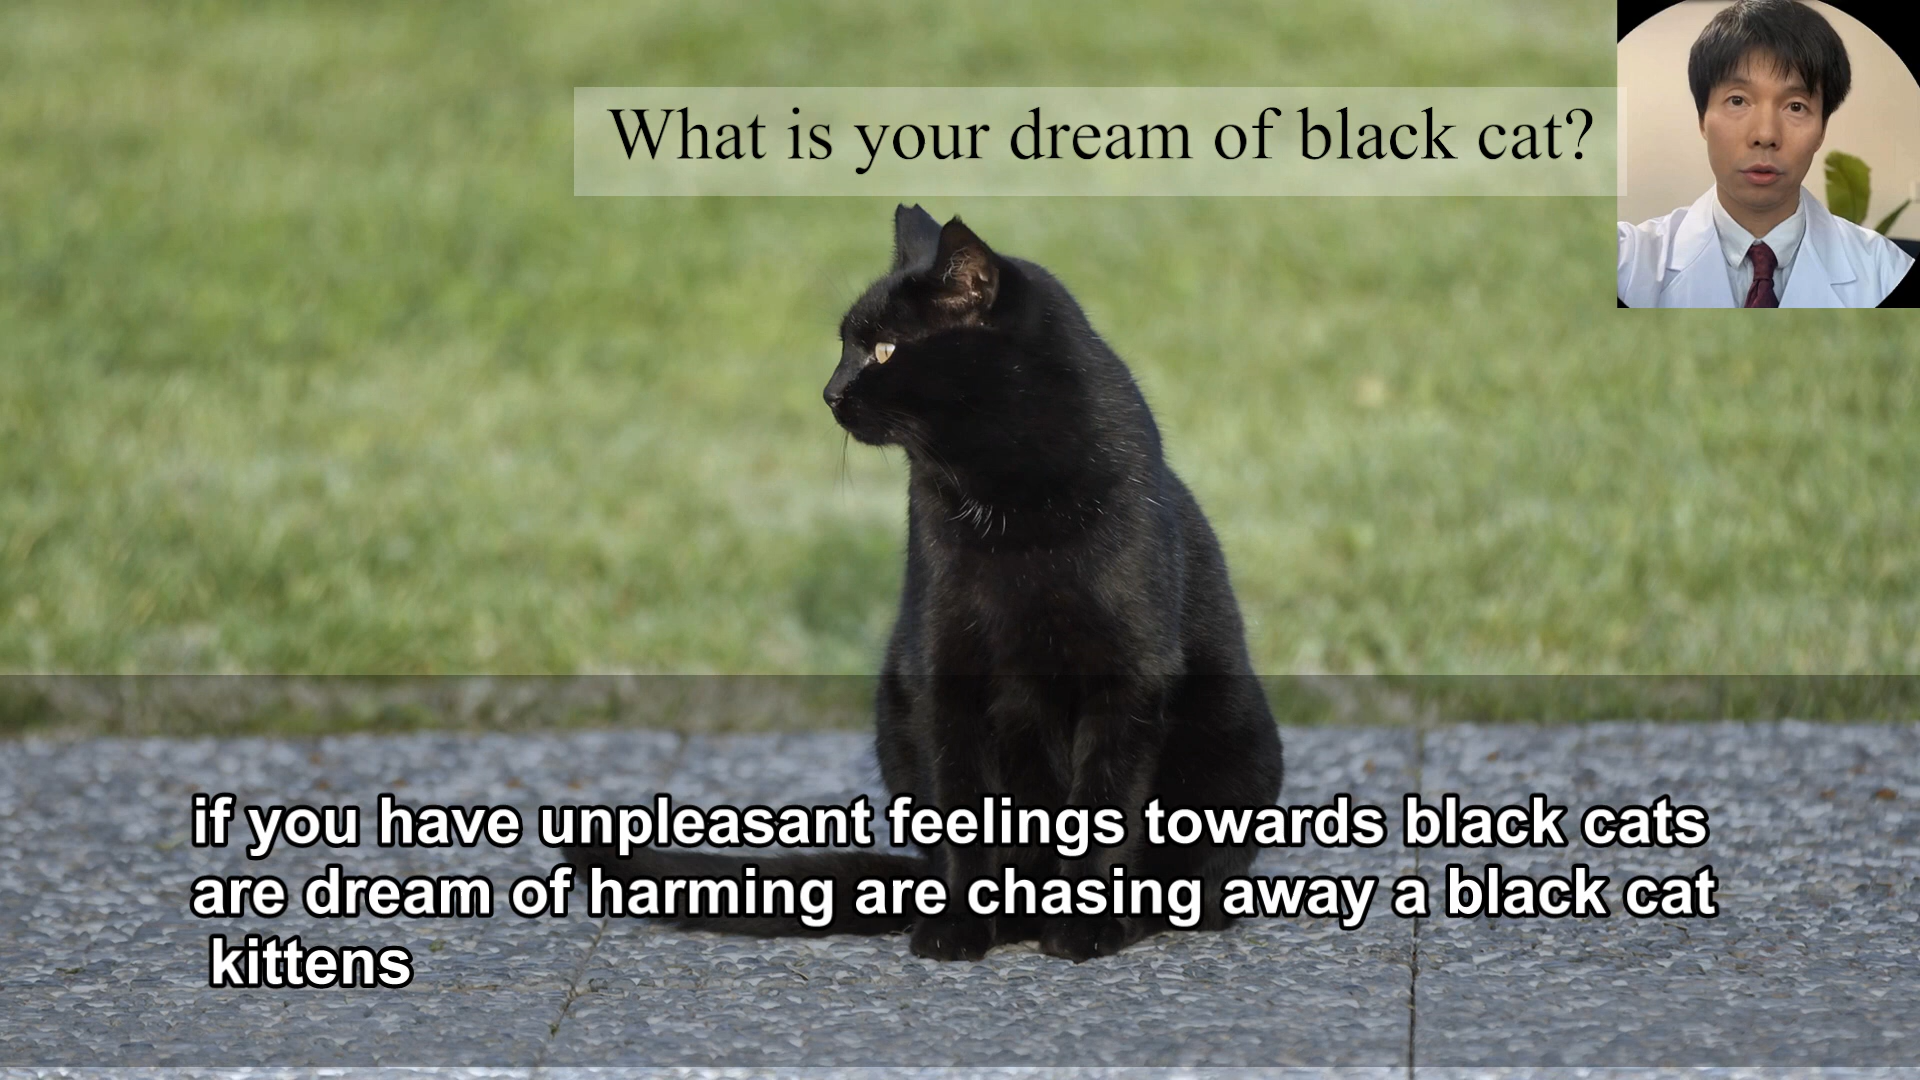 What is your dream of black cat?
if you have unpleasant feelings towards black cats
are dream of harming are chasing away a black cat
kittens